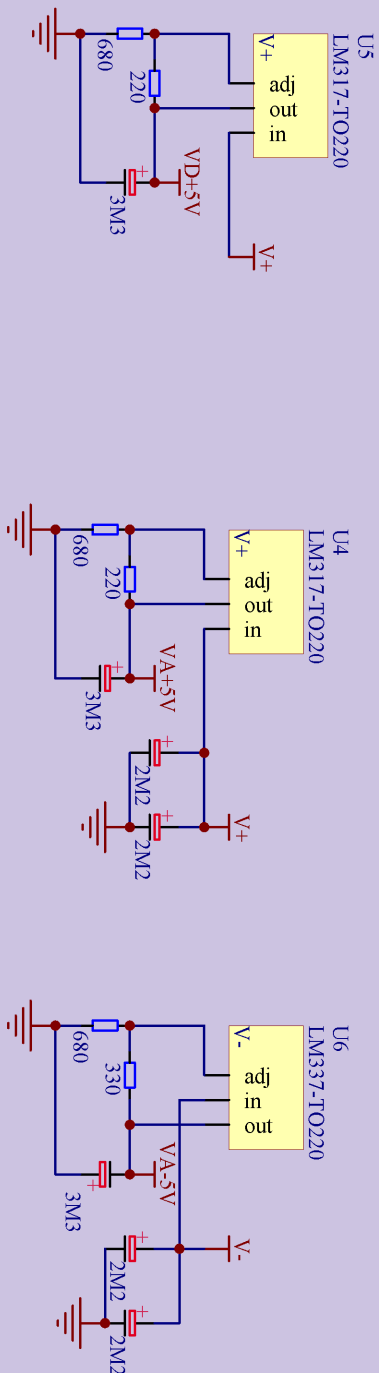 U5
LM317-TO220
V+
adj
out
in
680
220
3M3
VD+5V
V+
U4
LM317-TO220
V+
adj
out
in
680
220
3M3
VA+5V
2M2
2M2
V+
U6
LM337-TO220
V-
adj
in
out
680
330
3M3
VA-5V
2M2
2M2
V-